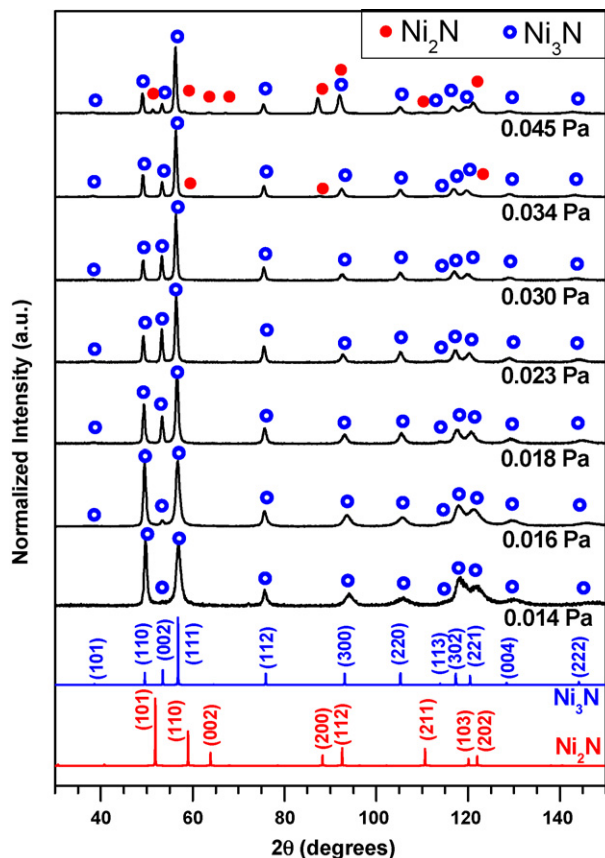 Ni₂N Ni₃N
0.045 Pa
0.034 Pa
0.030 Pa
0.023 Pa
0.018 Pa
0.016 Pa
0.014 Pa
(101) (110) (002) (111) (112) (300) (220) (113) (302) (221) (004) (222)
Ni₃N
(101) (110) (002) (200) (112) (211) (103) (202)
Ni₂N
30 40 60 80 100 120 140
2θ (degrees)
Normalized Intensity (a.u.)